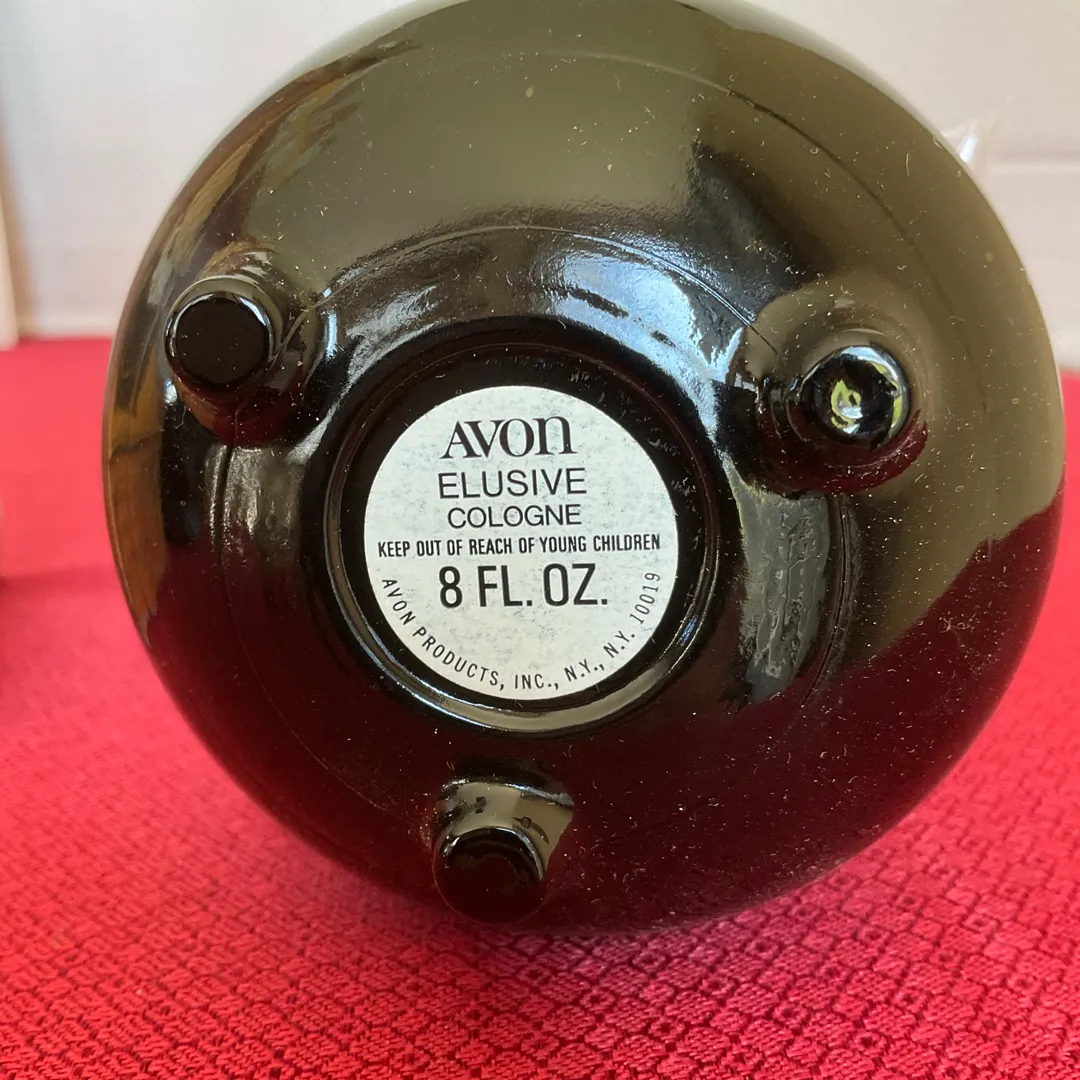 AVON
ELUSIVE
COLOGNE
KEEP OUT OF REACH OF YOUNG CHILDREN
8 FL. OZ.
AVON PRODUCTS, INC., N.Y., N.Y. 10019